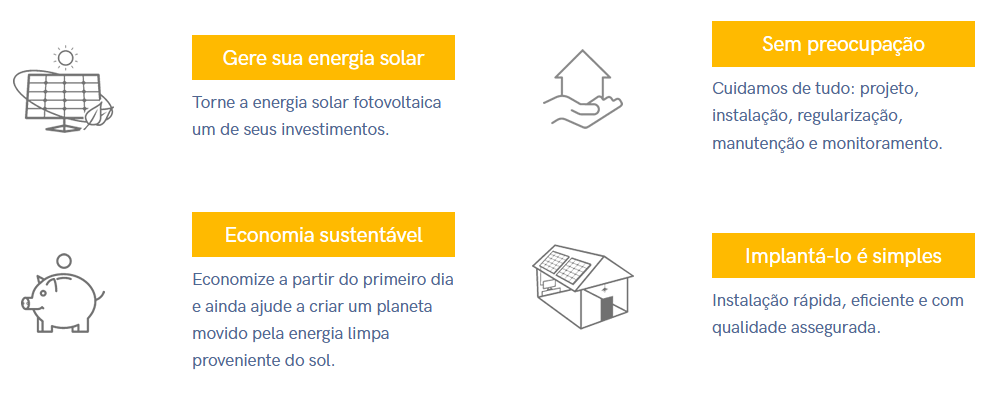 Gere sua energia solar
Torne a energia solar fotovoltaica
um de seus investimentos.
Sem preocupação
Cuidamos de tudo: projeto,
instalação, regularização,
manutenção e monitoramento.
Economia sustentável
Economize a partir do primeiro dia
e ainda ajude a criar um planeta
movido pela energia limpa
proveniente do sol.
Implantá-lo é simples
Instalação rápida, eficiente e com
qualidade assegurada.